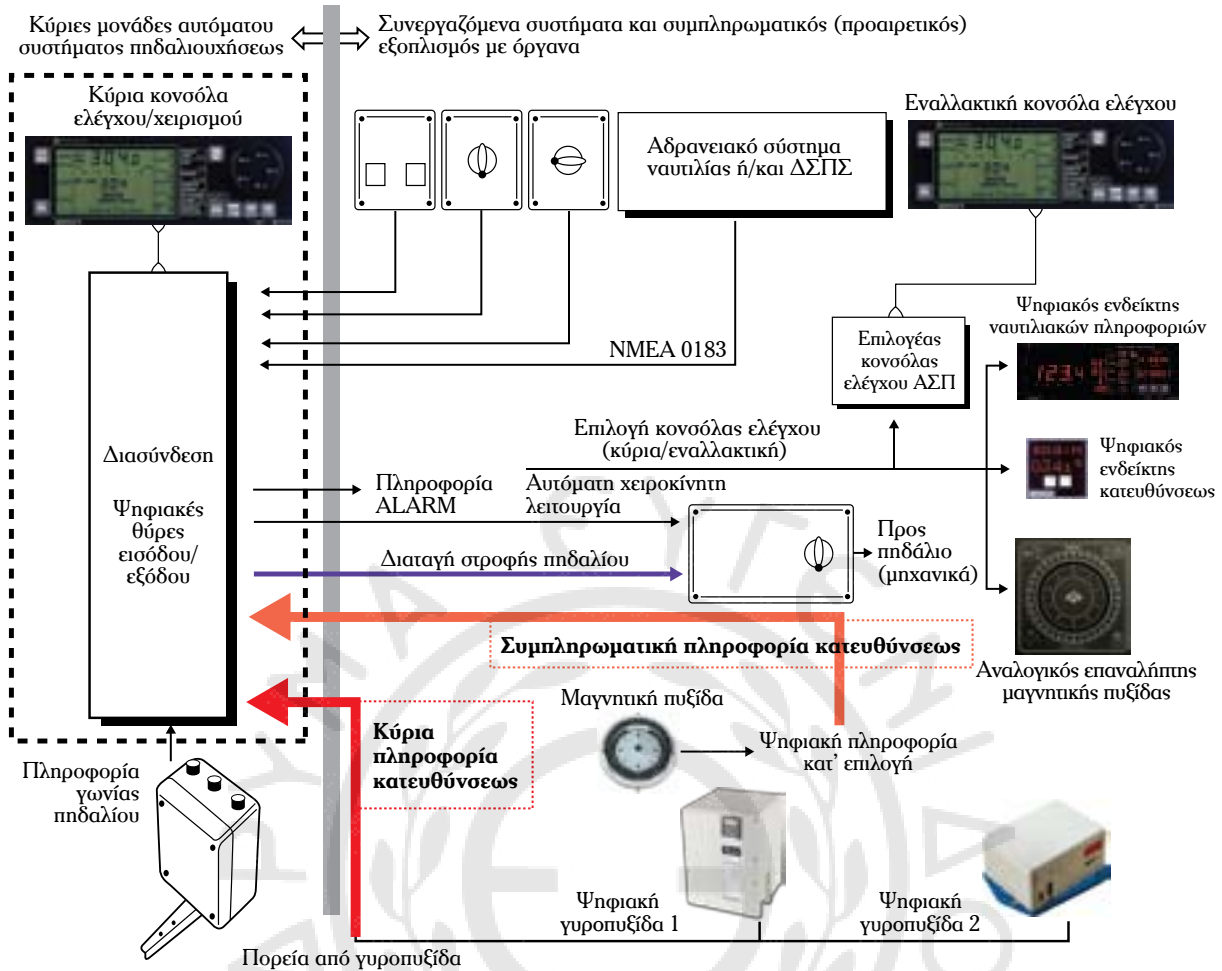 Κύριες μονάδες αυτόματου
συστήματος πηδαλιουχήσεως
Συνεργαζόμενα συστήματα και συμπληρωματικός (προαιρετικός)
εξοπλισμός με όργανα
Κύρια κονσόλα
ελέγχου/χειρισμού
Αδρανειακό σύστημα
ναυτιλίας ή/και ΔΣΠΣ
Εναλλακτική κονσόλα ελέγχου
NMEA 0183
Επιλογέας
κονσόλας
ελέγχου ΑΣΠ
Ψηφιακός ενδείκτης
ναυτιλιακών πληροφοριών
1234
Διασύνδεση
Ψηφιακές
θύρες
εισόδου/
εξόδου
Επιλογή κονσόλας ελέγχου
(κύρια/εναλλακτική)
Ψηφιακός
ενδείκτης
κατευθύνσεως
Πληροφορία
ALARM
Αυτόματη χειροκίνητη
λειτουργία
Διαταγή στροφής πηδαλίου
Προς
πηδάλιο
(μηχανικά)
Συμπληρωματική πληροφορία κατευθύνσεως
Αναλογικός επαναλήπτης
μαγνητικής πυξίδας
Μαγνητική πυξίδα
Κύρια
πληροφορία
κατευθύνσεως
Ψηφιακή πληροφορία
κατ' επιλογή
Πληροφορία
γωνίας
πηδαλίου
Ψηφιακή
γυροπυξίδα 1
Ψηφιακή
γυροπυξίδα 2
Πορεία από γυροπυξίδα